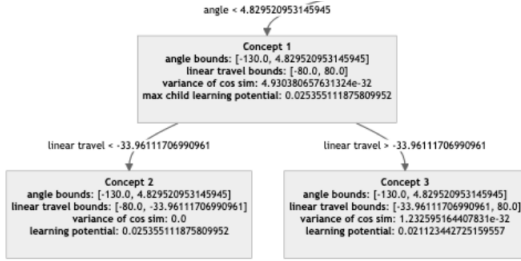 angle < 4.829520953145945
Concept 1
angle bounds: [-130.0, 4.829520953145945]
linear travel bounds: [-80.0, 80.0]
variance of cos sim: 4.930380657631324e-32
max child learning potential: 0.025355111875809952
linear travel < -33.96111706990961
linear travel > -33.96111706990961
Concept 2
angle bounds: [-130.0, 4.829520953145945]
linear travel bounds: [-80.0, -33.96111706990961]
variance of cos sim: 0.0
learning potential: 0.025355111875809952
Concept 3
angle bounds: [-130.0, 4.829520953145945]
linear travel bounds: [-33.96111706990961, 80.0]
variance of cos sim: 1.232595164407831e-32
learning potential: 0.021123442725159557